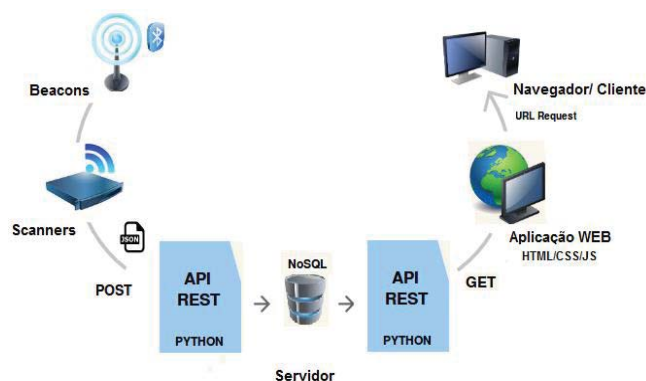 Beacons
Scanners
JSON
POST
API
REST
PYTHON
NoSQL
Servidor
API
REST
PYTHON
GET
Aplicação WEB
HTML/CSS/JS
URL Request
Navegador/ Cliente